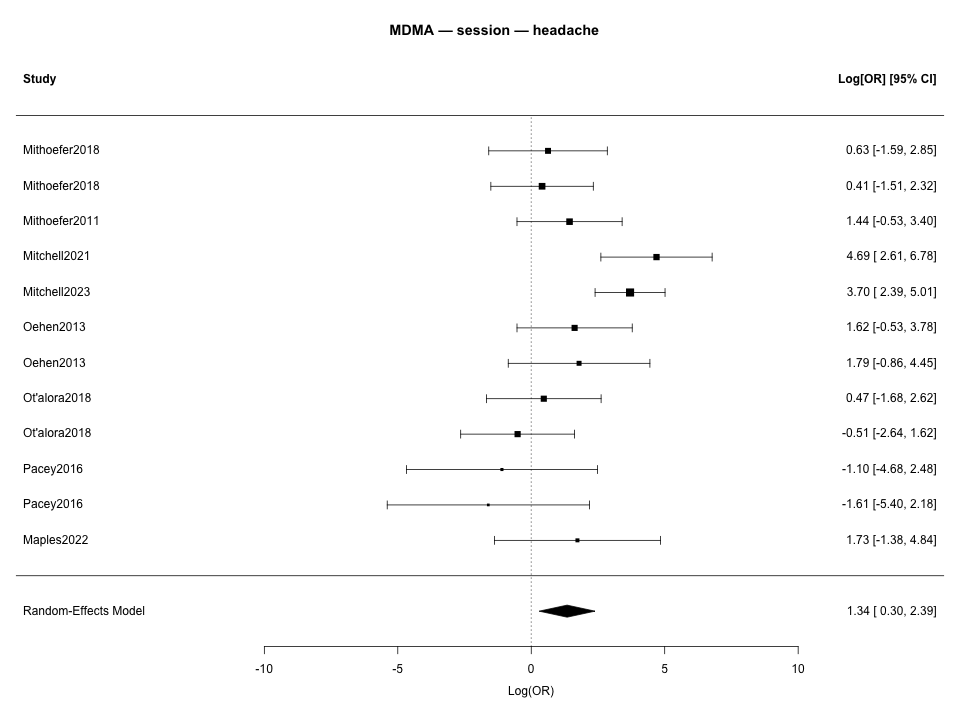 MDMA — session — headache
Study Log[OR] [95% CI]
Mithoefer2018 0.63 [-1.59, 2.85]
Mithoefer2018 0.41 [-1.51, 2.32]
Mithoefer2011 1.44 [-0.53, 3.40]
Mitchell2021 4.69 [ 2.61, 6.78]
Mitchell2023 3.70 [ 2.39, 5.01]
Oehen2013 1.62 [-0.53, 3.78]
Oehen2013 1.79 [-0.86, 4.45]
Ot'alora2018 0.47 [-1.68, 2.62]
Ot'alora2018 -0.51 [-2.64, 1.62]
Pacey2016 -1.10 [-4.68, 2.48]
Pacey2016 -1.61 [-5.40, 2.18]
Maples2022 1.73 [-1.38, 4.84]
Random-Effects Model 1.34 [ 0.30, 2.39]
-10 -5 0 5 10
Log(OR)